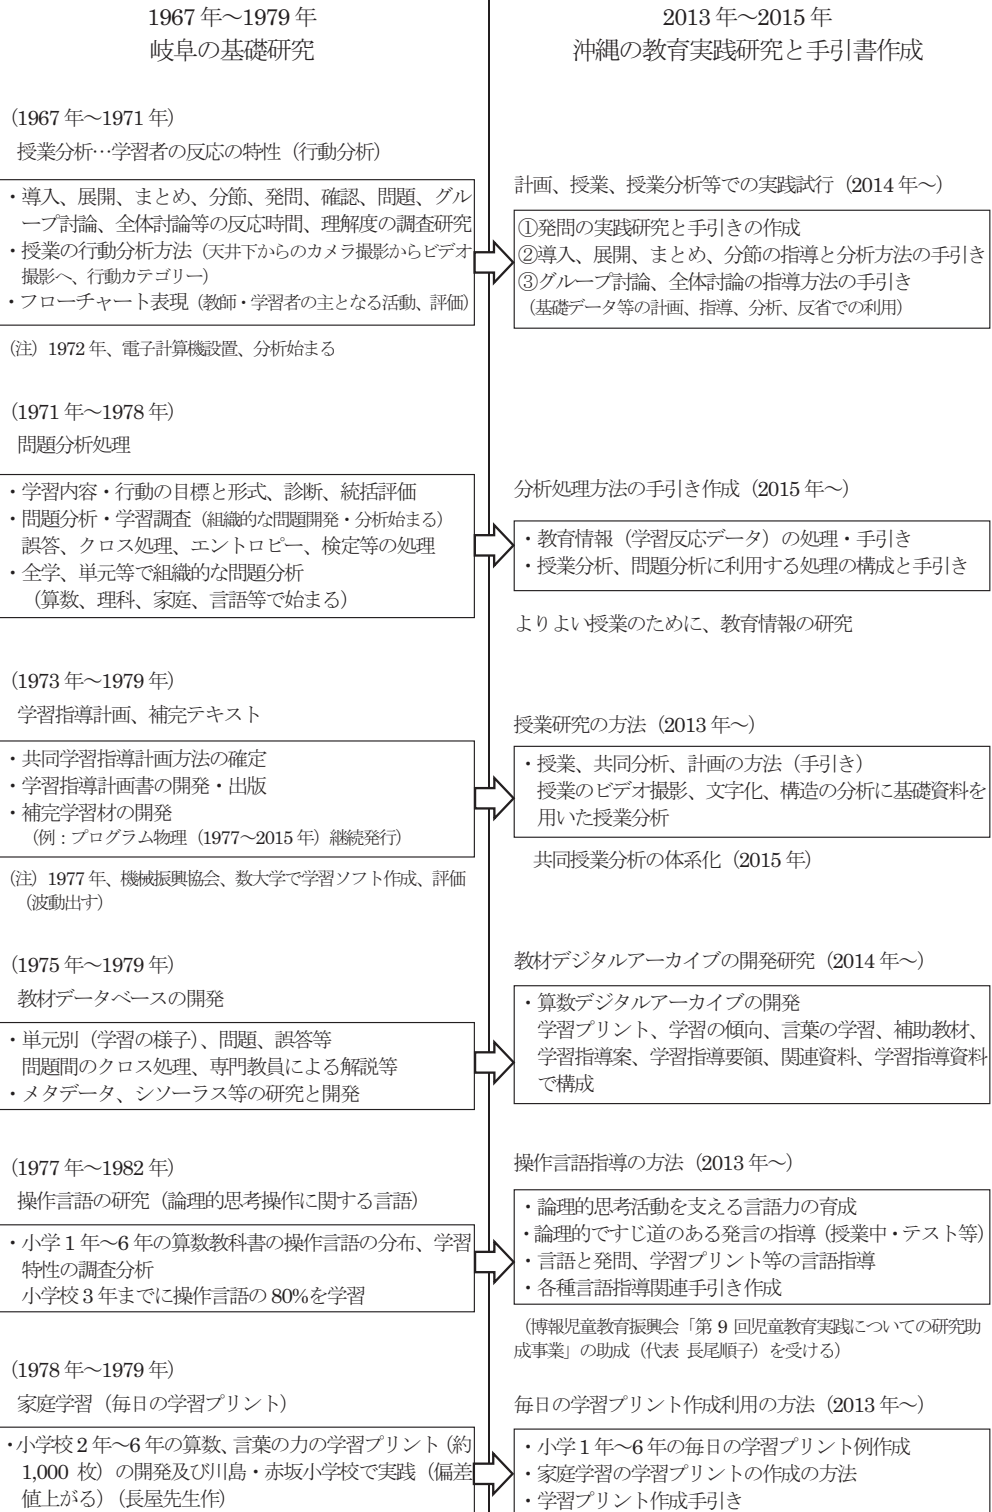 1967年～1979年
岐阜の基礎研究
(1967年～1971年)
授業分析…学習者の反応の特性（行動分析）
・導入、展開、まとめ、分節、発問、確認、問題、グル
ープ討論、全体討論等の反応時間、理解度の調査研究
・授業の行動分析方法（天井下からのカメラ撮影からビデオ
撮影へ、行動カテゴリー）
・フローチャート表現（教師・学習者の主となる活動、評価）
(注) 1972年、電子計算機設置、分析始まる
(1971年～1978年)
問題分析処理
・学習内容・行動の目標と形式、診断、統括評価
・問題分析・学習調査（組織的な問題開発・分析始まる）
誤答、クロス処理、エントロピー、検定等の処理
・全学、単元等で組織的な問題分析
（算数、理科、家庭、言語等で始まる）
(1973年～1979年)
学習指導計画、補完テキスト
・共同学習指導計画方法の確定
・学習指導計画書の開発・出版
・補完学習材の開発
（例：プログラム物理（1977～2015年）継続発行）
(注) 1977年、機械振興協会、数大学で学習ソフト作成、評価
（波動出す）
(1975年～1979年)
教材データベースの開発
・単元別（学習の様子）、問題、誤答等
問題間のクロス処理、専門教員による解説等
・メタデータ、シソーラス等の研究と開発
(1977年～1982年)
操作言語の研究（論理的思考操作に関する言語）
・小学1年～6年の算数教科書の操作言語の分布、学習
特性の調査分析
小学校3年までに操作言語の80%を学習
(1978年～1979年)
家庭学習（毎日の学習プリント）
・小学校2年～6年の算数、言葉の力の学習プリント（約
1,000 枚）の開発及び川島・赤坂小学校で実践（偏差
値上がる）（長屋先生作）
2013年～2015年
沖縄の教育実践研究と手引書作成
計画、授業、授業分析等での実践試行（2014年～）
①発問の実践研究と手引きの作成
②導入、展開、まとめ、分節の指導と分析方法の手引き
③グループ討論、全体討論の指導方法の手引き
（基礎データ等の計画、指導、分析、反省での利用）
分析処理方法の手引き作成（2015年～）
・教育情報（学習反応データ）の処理・手引き
・授業分析、問題分析に利用する処理の構成と手引き
よりよい授業のために、教育情報の研究
授業研究の方法（2013年～）
・授業、共同分析、計画の方法（手引き）
授業のビデオ撮影、文字化、構造の分析に基礎資料を
用いた授業分析
共同授業分析の体系化（2015年）
教材デジタルアーカイブの開発研究（2014年～）
・算数デジタルアーカイブの開発
学習プリント、学習の傾向、言葉の学習、補助教材、
学習指導案、学習指導要領、関連資料、学習指導資料
で構成
操作言語指導の方法（2013年～）
・論理的思考活動を支える言語力の育成
・論理的ですじ道のある発言の指導（授業中・テスト等）
・言語と発問、学習プリント等の言語指導
・各種言語指導関連手引き作成
（博報児童教育振興会「第9回児童教育実践についての研究助
成事業」の助成（代表 長尾順子）を受ける）
毎日の学習プリント作成利用の方法（2013年～）
・小学1年～6年の毎日の学習プリント例作成
・家庭学習の学習プリントの作成の方法
・学習プリント作成手引き